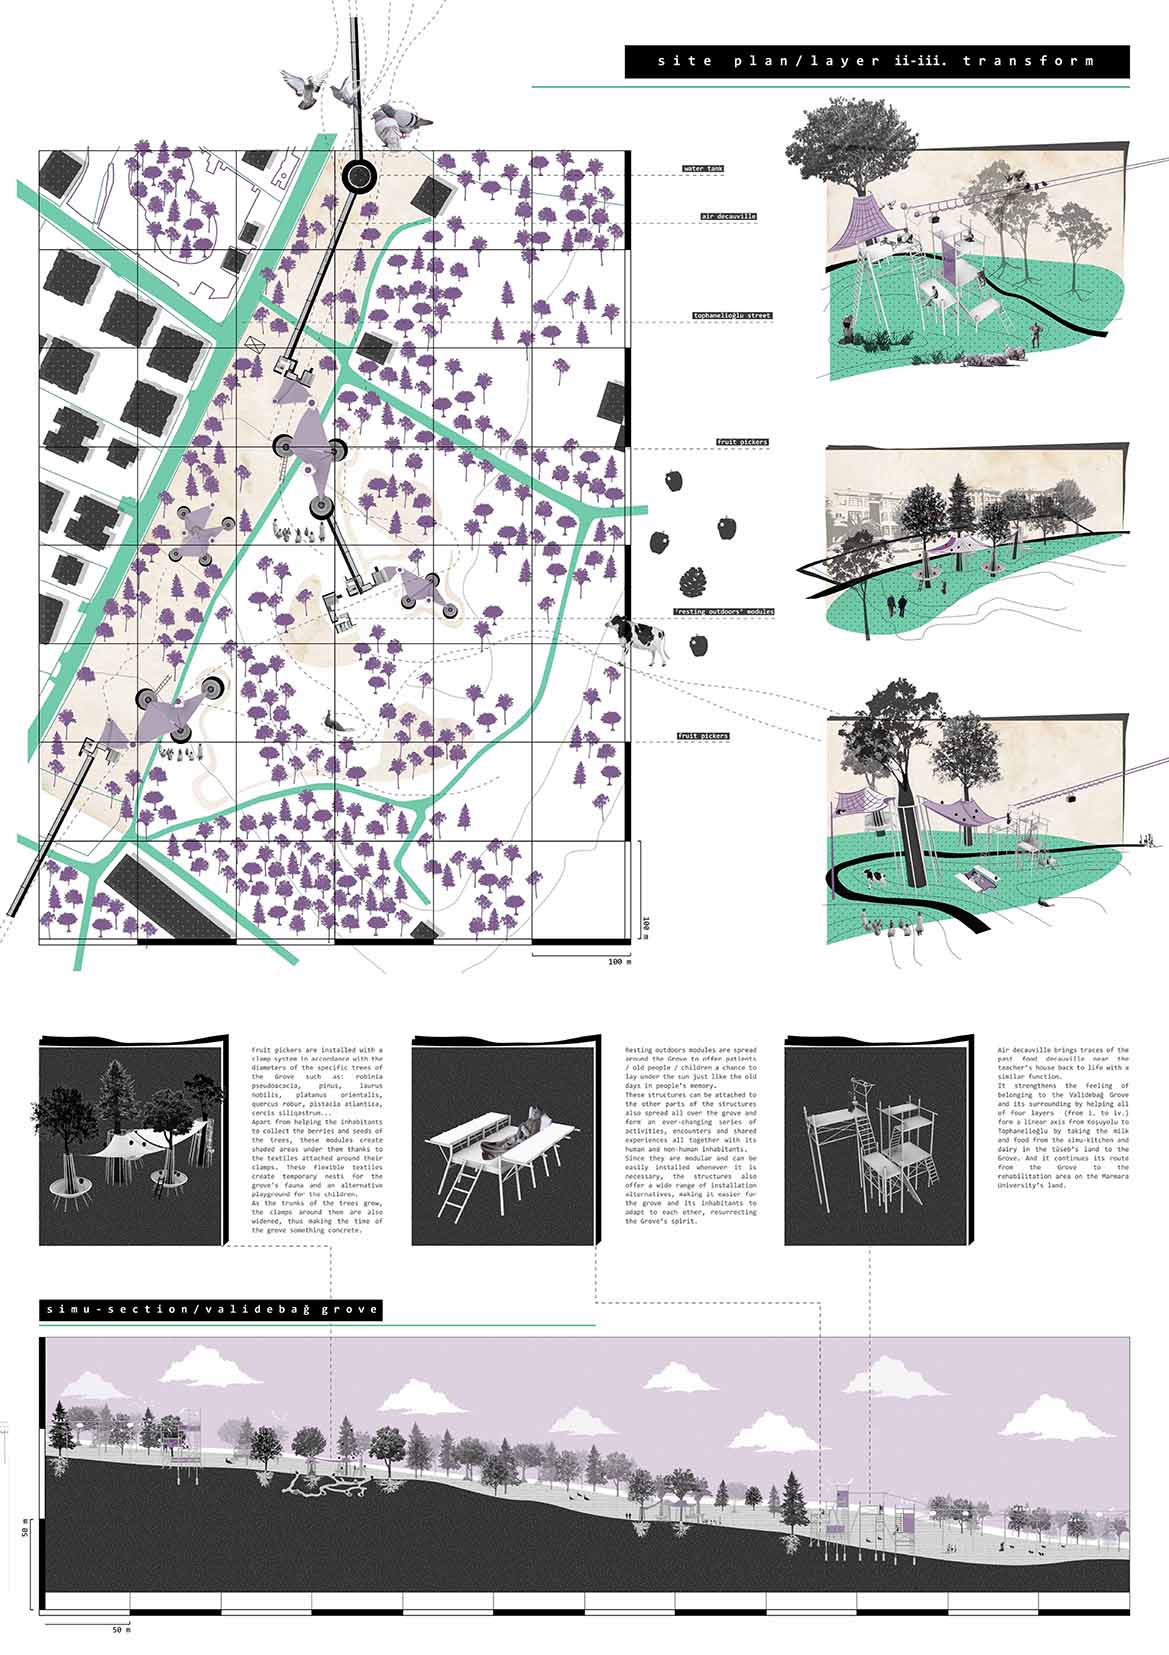 site plan/layer ii-iii. transform
water tank
air decauville
tophanelioğlu street
fruit pickers
'resting outdoors' modules
fruit pickers
100 m
100 m
Fruit pickers are installed with a
clamp system in accordance with the
diameters of the specific trees of
the Grove such as: robinia
pseudoacacia, pinus, laurus
nobilis, platanus orientalis,
quercus robur, pistacia atlantica,
cercis siliqastrum...
Apart from helping the inhabitants
to collect the berries and seeds of
the trees, these modules create
shaded areas under them thanks to
the textiles attached around their
clamps. These flexible textiles
create temporary nests for the
grove's fauna and an alternative
playground for the children.
As the trunks of the trees grow,
the clamps around them are also
widened, thus making the time of
the grove something concrete.
Resting outdoors modules are spread
around the Grove to offer patients
/ old people / children a chance to
lay under the sun just like the old
days in people's memory.
These structures can be attached to
the other parts of the structures
also spread all over the grove and
form an ever-changing series of
activities, encounters and shared
experiences all together with its
human and non-human inhabitants.
Since they are modular and can be
easily installed whenever it is
necessary, the structures also
offer a wide range of installation
alternatives, making it easier for
the grove and its inhabitants to
adapt to each other, resurrecting
the Grove's spirit.
Air decauville brings traces of the
past food decauville near the
teacher's house back to life with a
similar function.
It strengthens the feeling of
belonging to the Validebag Grove
and its surrounding by helping all
of four layers (from i. to iv.)
form a linear axis from Koşuyolu to
Tophanelioğlu by taking the milk
and food from the simu-kitchen and
dairy in the tüseb's land to the
Grove. And it continues its route
from the Grove to the
rehabilitation area on the Marmara
University's land.
simu-section/validebağ grove
50 m
50 m